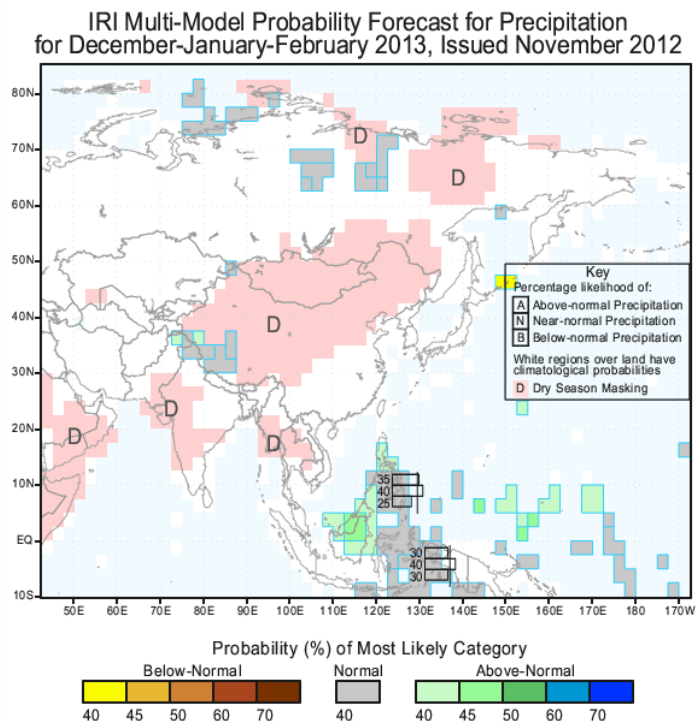 IRI Multi-Model Probability Forecast for Precipitation
for December-January-February 2013, Issued November 2012
80N
70N
60N
50N
40N
30N
20N
10N
EQ
10S
D
D
D
D
D
D
35
40
25
30
40
30
Key
Percentage likelihood of:
A Above-normal Precipitation
N Near-normal Precipitation
B Below-normal Precipitation
White regions over land have
climatological probabilities
D Dry Season Masking
50E 60E 70E 80E 90E 100E 110E 120E 130E 140E 150E 160E 170E 180 170W
Probability (%) of Most Likely Category
Below-Normal Normal Above-Normal
40 45 50 60 70 40 40 45 50 60 70